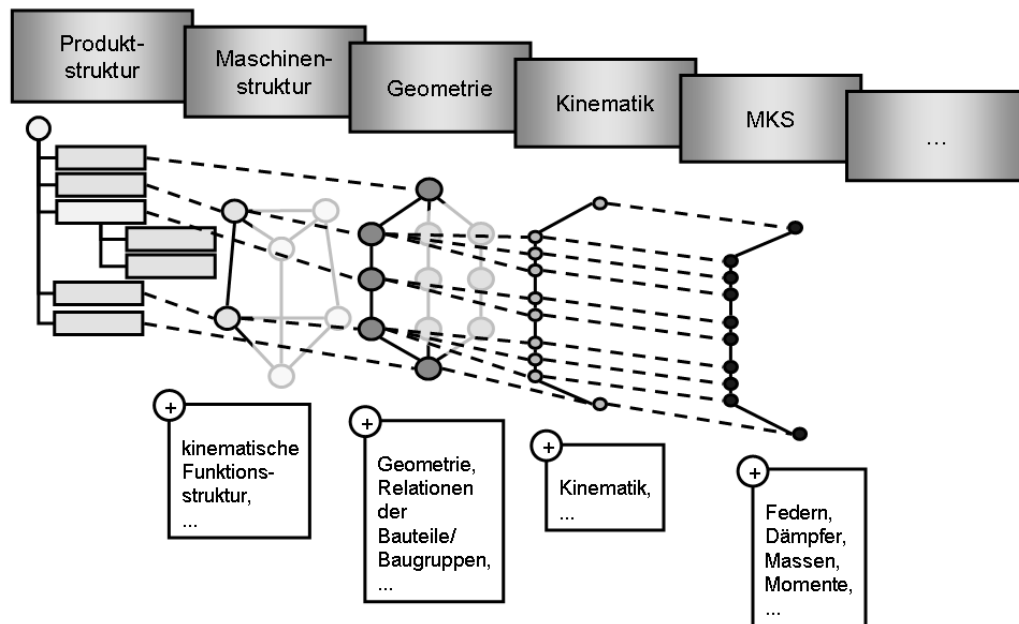 Produkt-
struktur
Maschinen-
struktur
Geometrie
Kinematik
MKS
...
+
kinematische
Funktions-
struktur,
...
+
Geometrie,
Relationen
der
Bauteile/
Baugruppen,
...
+
Kinematik,
...
+
Federn,
Dämpfer,
Massen,
Momente,
...